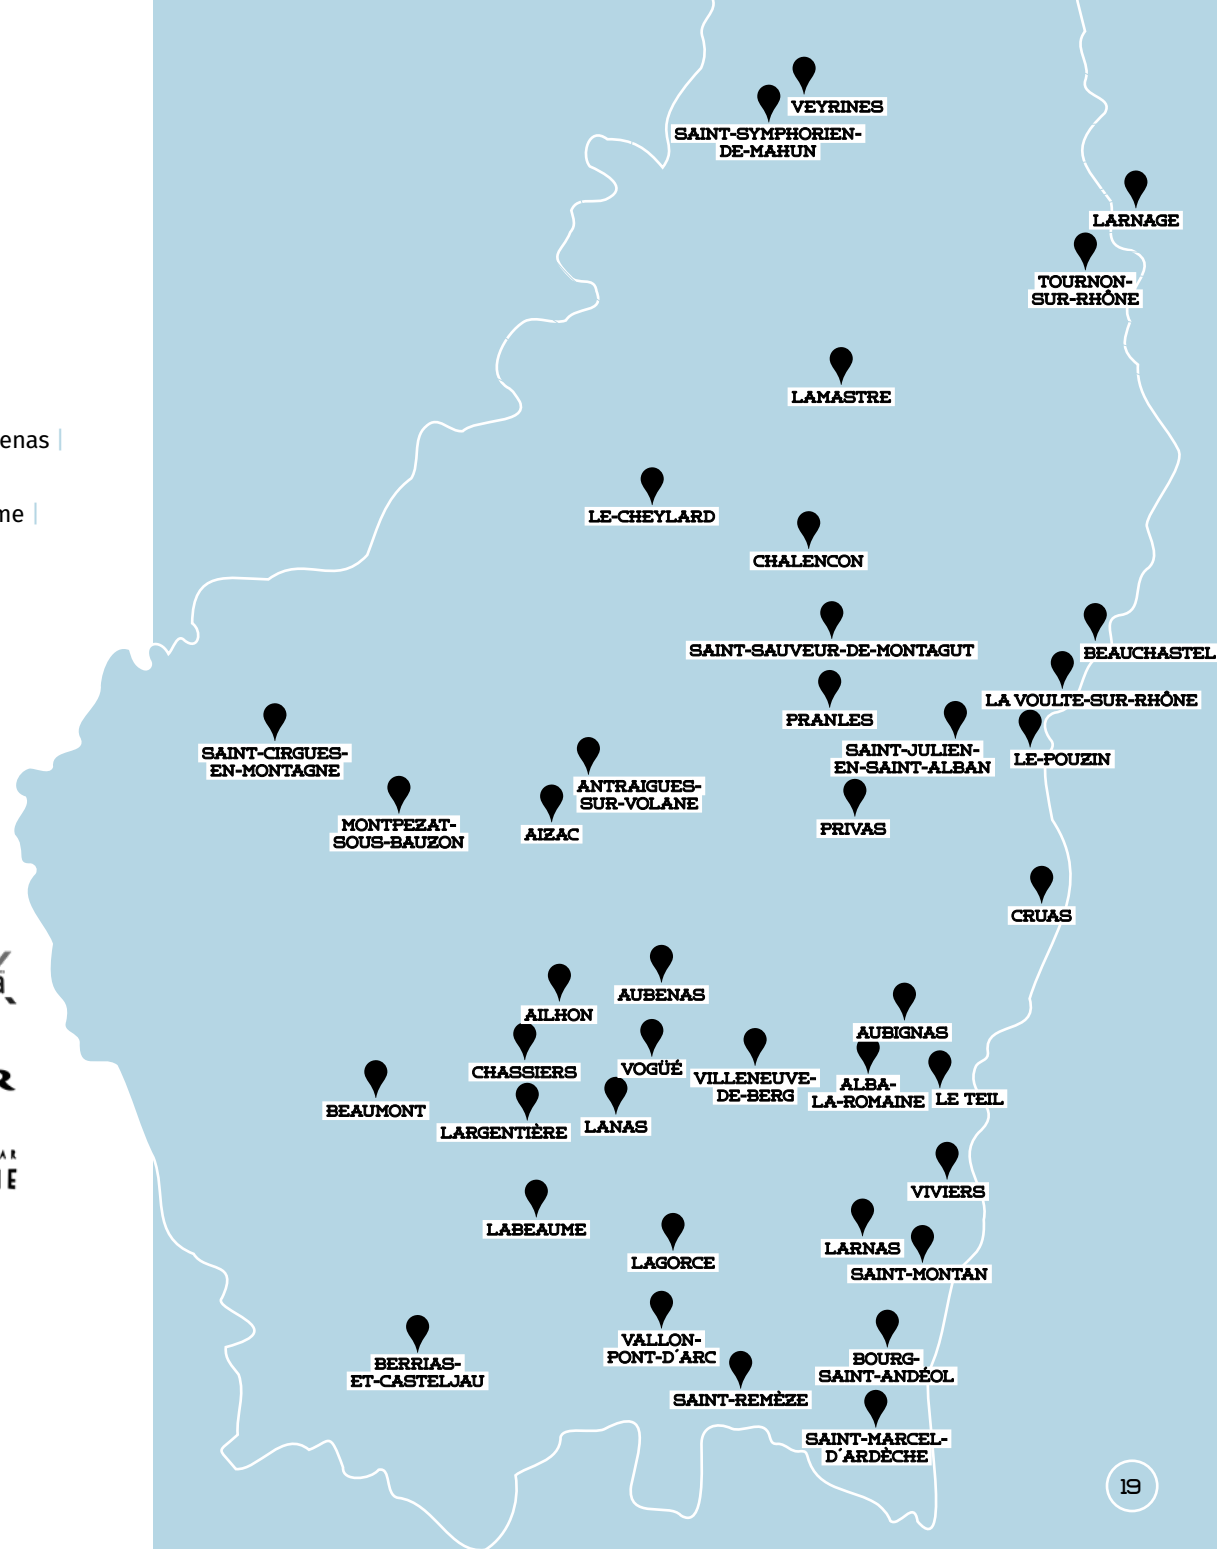 VEYRINES
SAINT-SYMPHORIEN-
DE-MAHUN
LARNAGE
TOURNON-
SUR-RHÔNE
LAMASTRE
enas |
LE-CHEYLARD
me |
CHALENCON
SAINT-SAUVEUR-DE-MONTAGUT
BEAUCHASTEL
LA VOULTE-SUR-RHÔNE
PRANLES
SAINT-JULIEN-
EN-SAINT-ALBAN
LE-POUZIN
SAINT-CIRGUES-
EN-MONTAGNE
ANTRAIGUES-
SUR-VOLANE
MONTPEZAT-
SOUS-BAUZON
AIZAC
PRIVAS
CRUAS
AUBENAS
AILHON
AUBIGNAS
VOGÜÉ
CHASSIERS
VILLENEUVE-
DE-BERG
ALBA-
LA-ROMAINE
LE TEIL
BEAUMONT
LARGENTIÈRE
LANAS
VIVIERS
LABEAUME
LARNAS
LAGORCE
SAINT-MONTAN
VALLON-
PONT-D'ARC
BERRIAS-
ET-CASTELJAU
BOURG-
SAINT-ANDÉOL
SAINT-REMÈZE
SAINT-MARCEL-
D'ARDÈCHE
19